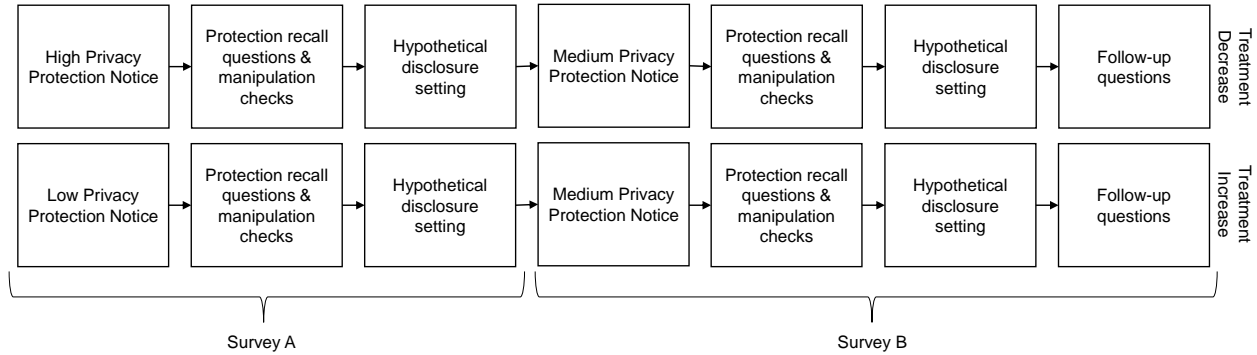 High Privacy
Protection Notice
Protection recall
questions &
manipulation
checks
Hypothetical
disclosure
setting
Medium Privacy
Protection Notice
Protection recall
questions &
manipulation
checks
Hypothetical
disclosure
setting
Follow-up
questions
Treatment
Decrease
Low Privacy
Protection Notice
Protection recall
questions &
manipulation
checks
Hypothetical
disclosure
setting
Medium Privacy
Protection Notice
Protection recall
questions &
manipulation
checks
Hypothetical
disclosure
setting
Follow-up
questions
Treatment
Increase
Survey A
Survey B